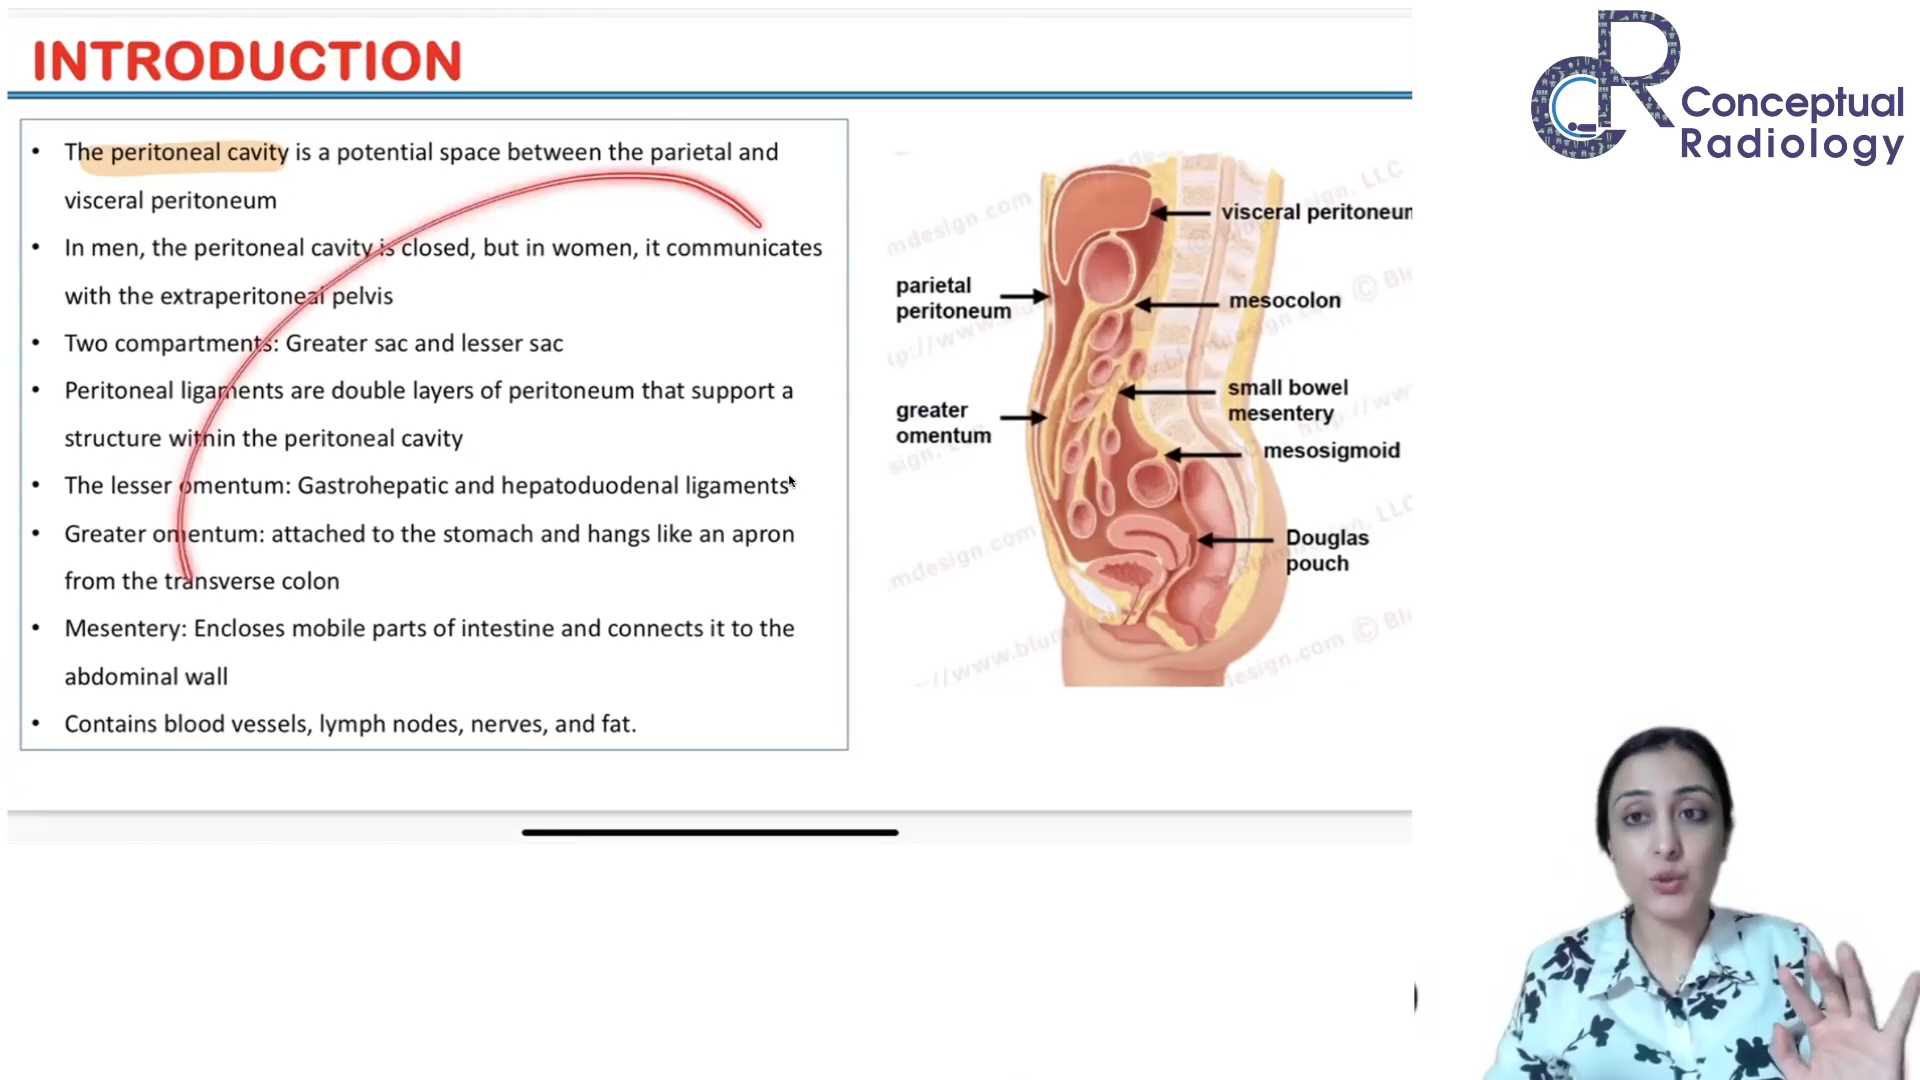 INTRODUCTION
• The peritoneal cavity is a potential space between the parietal and
visceral peritoneum
• In men, the peritoneal cavity is closed, but in women, it communicates
with the extraperitoneal pelvis
• Two compartments: Greater sac and lesser sac
• Peritoneal ligaments are double layers of peritoneum that support a
structure within the peritoneal cavity
• The lesser omentum: Gastrohepatic and hepatoduodenal ligaments
• Greater omentum: attached to the stomach and hangs like an apron
from the transverse colon
• Mesentery: Encloses mobile parts of intestine and connects it to the
abdominal wall
• Contains blood vessels, lymph nodes, nerves, and fat.
visceral peritoneum
parietal
peritoneum
mesocolon
greater
omentum
small bowel
mesentery
mesosigmoid
Douglas
pouch
CR Conceptual
Radiology